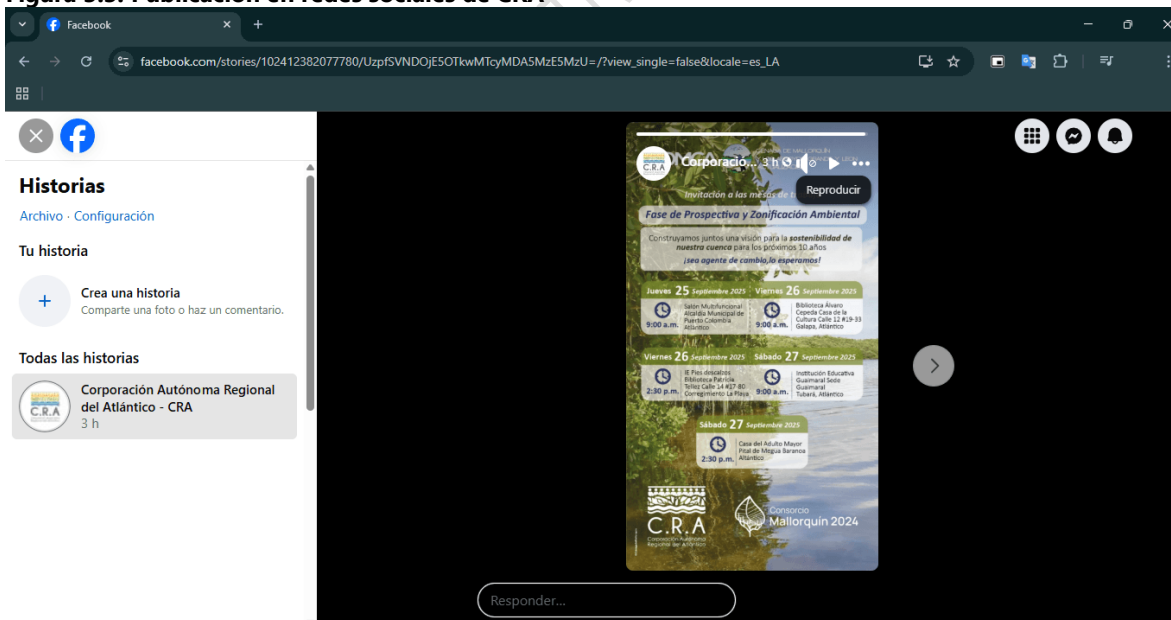 Figura 5.5. Publicación en redes sociales de CRA
Facebook
facebook.com/stories/102412382077780/UzpfSVNDOjE5OTkwMTcyMDA5MzE5MzU=/?view_single=false&locale=es_LA
Historias
Archivo · Configuración
Tu historia
Crea una historia
Comparte una foto o haz un comentario.
Todas las historias
Corporación Autónoma Regional
del Atlántico - CRA
3 h
C.R.A
Corporació... 3 h
Reproducir
Invitación a las mesas de
Fase de Prospectiva y Zonificación Ambiental
Construyamos juntos una visión para la sostenibilidad de
nuestra cuenca para los próximos 10 años
¡sea agente de cambio,lo esperamos!
Jueves 25 Septiembre 2025
9:00 a.m.
Salón Multifuncional
Alcaldía Municipal de
Puerto Colombia
Atlántico
Viernes 26 Septiembre 2025
9:00 a.m.
Biblioteca Álvaro
Cepeda Casa de la
Cultura Calle 12 #19-33
Galapa, Atlántico
Viernes 26 Septiembre 2025
2:30 p.m.
IE Pies descalzos
Biblioteca Patricia
Téllez Calle 14 #17-80
Corregimiento La Playa
Sábado 27 Septiembre 2025
9:00 a.m.
Institución Educativa
Guaimaral Sede
Guaimaral
Tubará, Atlántico
Sábado 27 Septiembre 2025
2:30 p.m.
Casa del Adulto Mayor
Pital de Megua Baranoa
Atlántico
C.R.A
Corporación Autónoma
Regional del Atlántico
Consorcio
Mallorquín 2024
Responder...